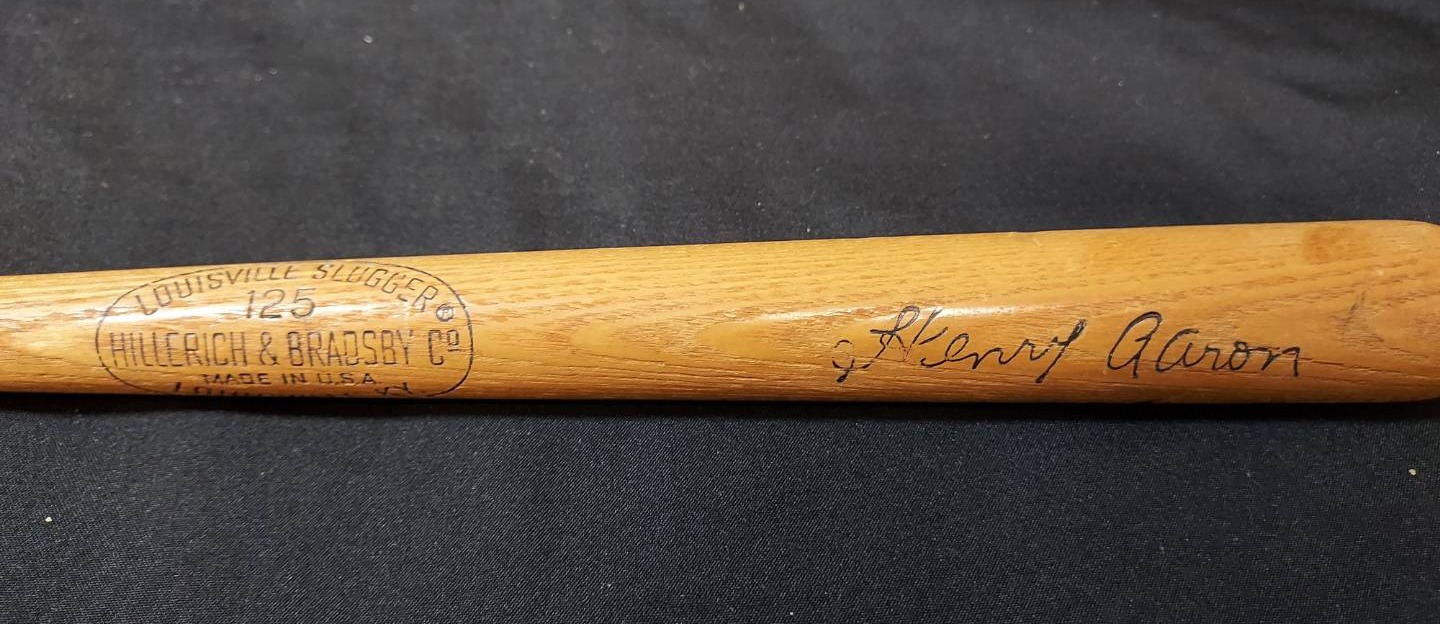 LOUISVILLE SLUGGER®
125
HILLERICH & BRADSBY Cº
MADE IN U.S.A.
Henry Aaron